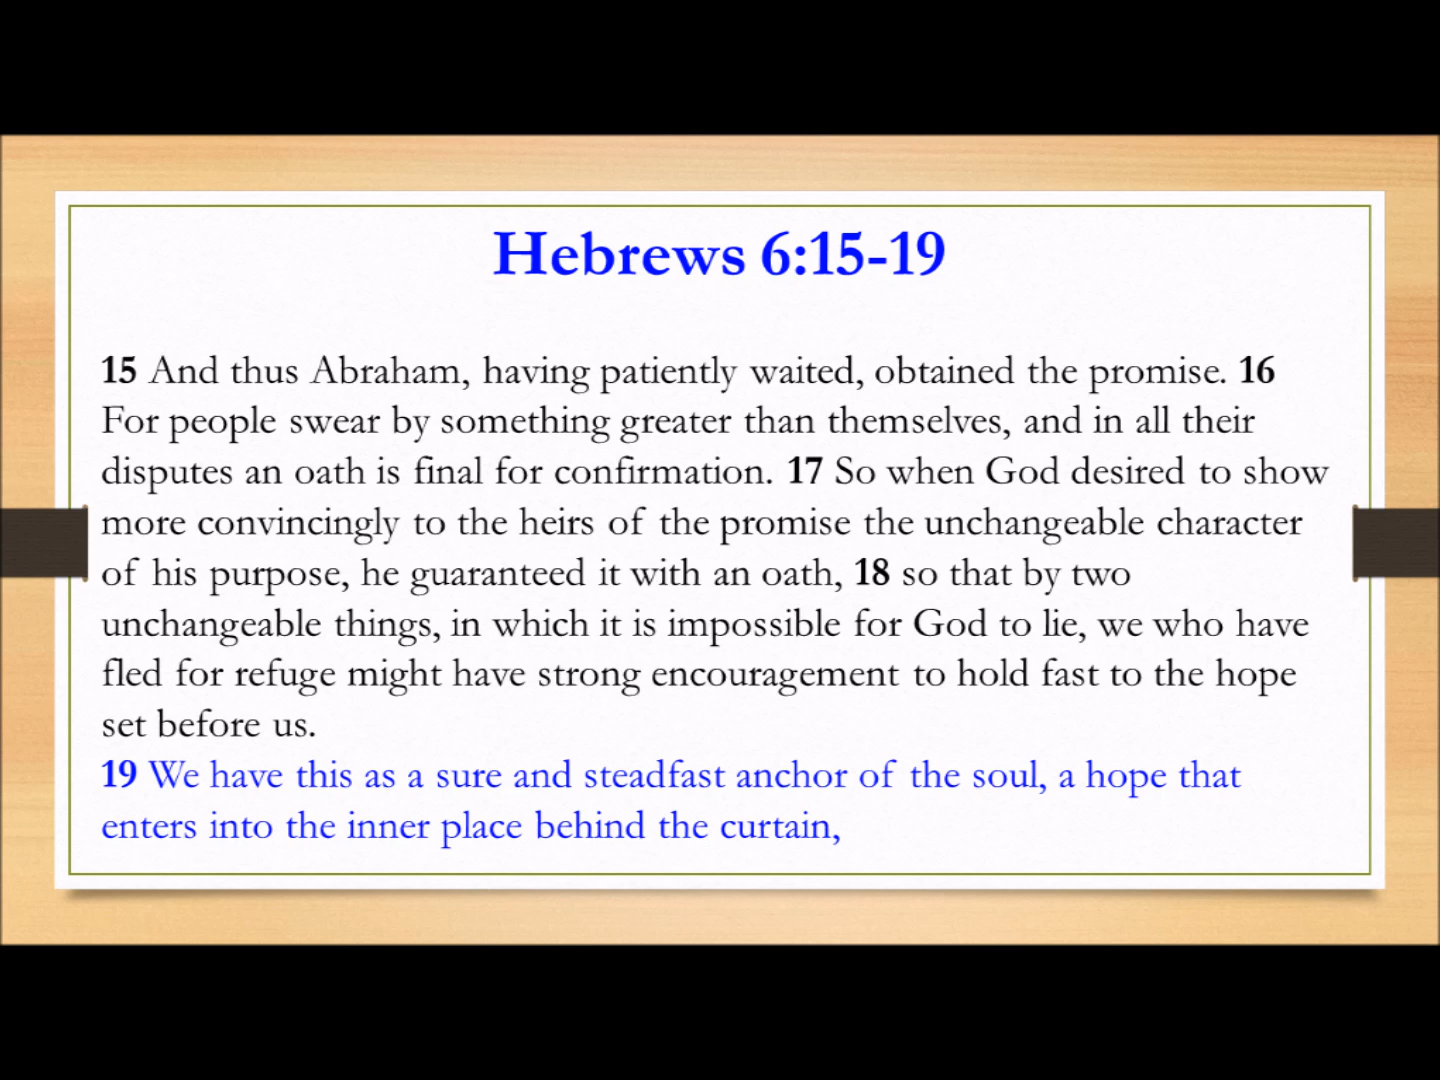 Hebrews 6:15-19
15 And thus Abraham, having patiently waited, obtained the promise. 16
For people swear by something greater than themselves, and in all their
disputes an oath is final for confirmation. 17 So when God desired to show
more convincingly to the heirs of the promise the unchangeable character
of his purpose, he guaranteed it with an oath, 18 so that by two
unchangeable things, in which it is impossible for God to lie, we who have
fled for refuge might have strong encouragement to hold fast to the hope
set before us.
19 We have this as a sure and steadfast anchor of the soul, a hope that
enters into the inner place behind the curtain,